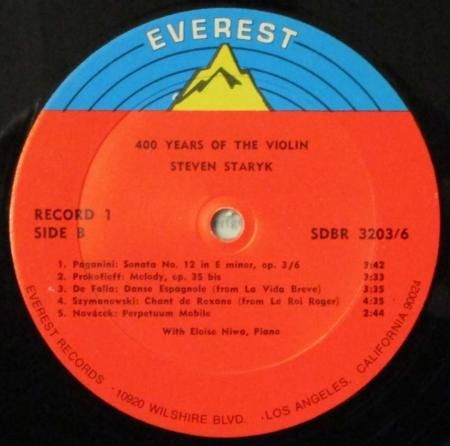 EVEREST
400 YEARS OF THE VIOLIN
STEVEN STARYK
RECORD 1
SIDE B
SDBR 3203/6
1. Paganini: Sonata No. 12 in E minor, op. 3/6 3:42
2. Prokofieff: Melody, op. 35 bis 3:33
3. De Falla: Danse Espagnole (from La Vida Breve) 3:35
4. Szymanowski: Chant de Roxane (from Le Roi Roger) 4:35
5. Novácek: Perpetuum Mobile 2:44
With Eloise Niwa, Piano
EVEREST RECORDS · 10920 WILSHIRE BLVD. · LOS ANGELES, CALIFORNIA 90024